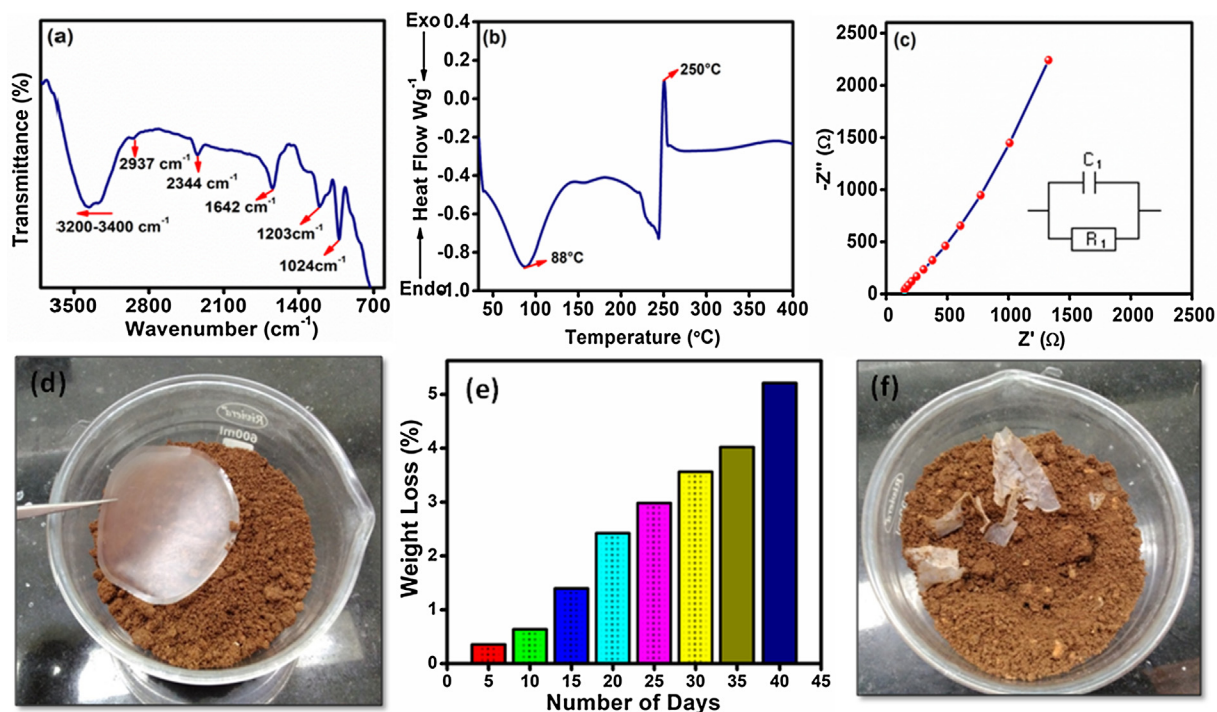 (a)
Transmittance (%)
3200-3400 cm⁻¹
2937 cm⁻¹
2344 cm⁻¹
1642 cm⁻¹
1203cm⁻¹
1024cm⁻¹
3500 2800 2100 1400 700
Wavenumber (cm⁻¹)
(b)
Exo
Heat Flow Wg⁻¹
Endo
0.4
0.2
0.0
-0.2
-0.4
-0.6
-0.8
-1.0
250°C
88°C
50 100 150 200 250 300 350 400
Temperature (°C)
(c)
-Z'' (Ω)
2500
2000
1500
1000
500
0
C₁
R₁
0 500 1000 1500 2000 2500
Z' (Ω)
(d)
Riviera
600ml
(e)
Weight Loss (%)
5
4
3
2
1
0
5 10 15 20 25 30 35 40 45
Number of Days
(f)